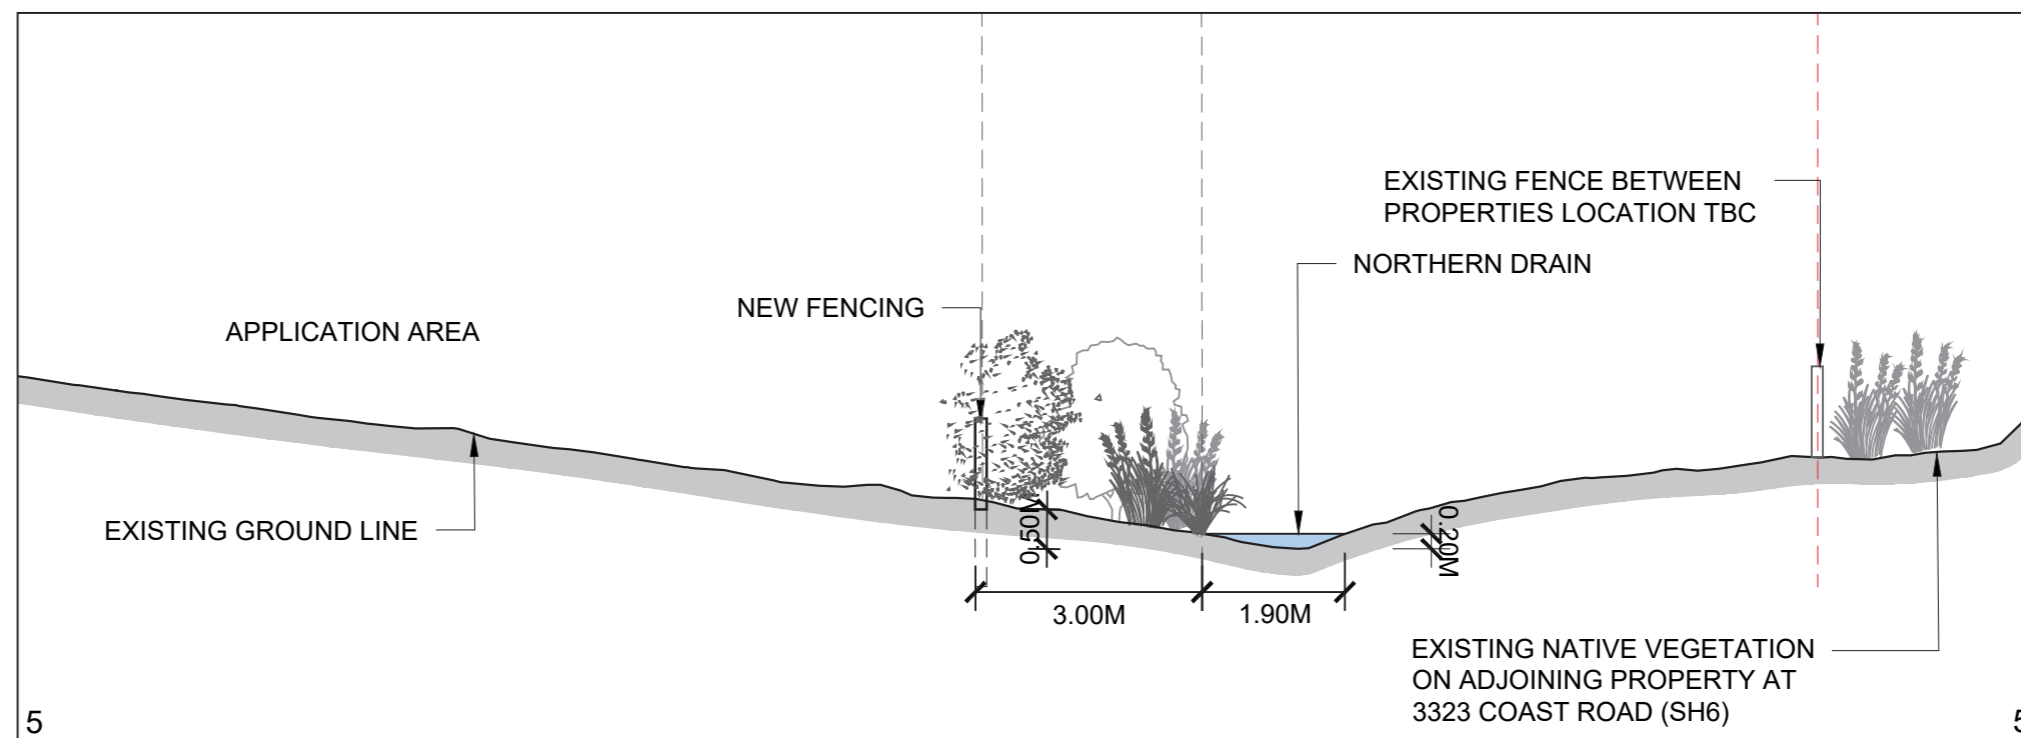 EXISTING FENCE BETWEEN
PROPERTIES LOCATION TBC
NORTHERN DRAIN
NEW FENCING
APPLICATION AREA
EXISTING GROUND LINE
0.50M
0.20M
3.00M
1.90M
EXISTING NATIVE VEGETATION
ON ADJOINING PROPERTY AT
3323 COAST ROAD (SH6)
5
5